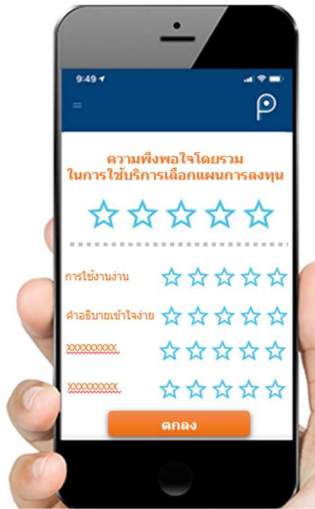 9:49
ความพึงพอใจโดยรวม
ในการใช้บริการเลือกแผนการลงทุน
การใช้งานง่าน
คำอธิบายเข้าใจง่าย
xxxxxxxxx
xxxxxxxxx
ตกลง